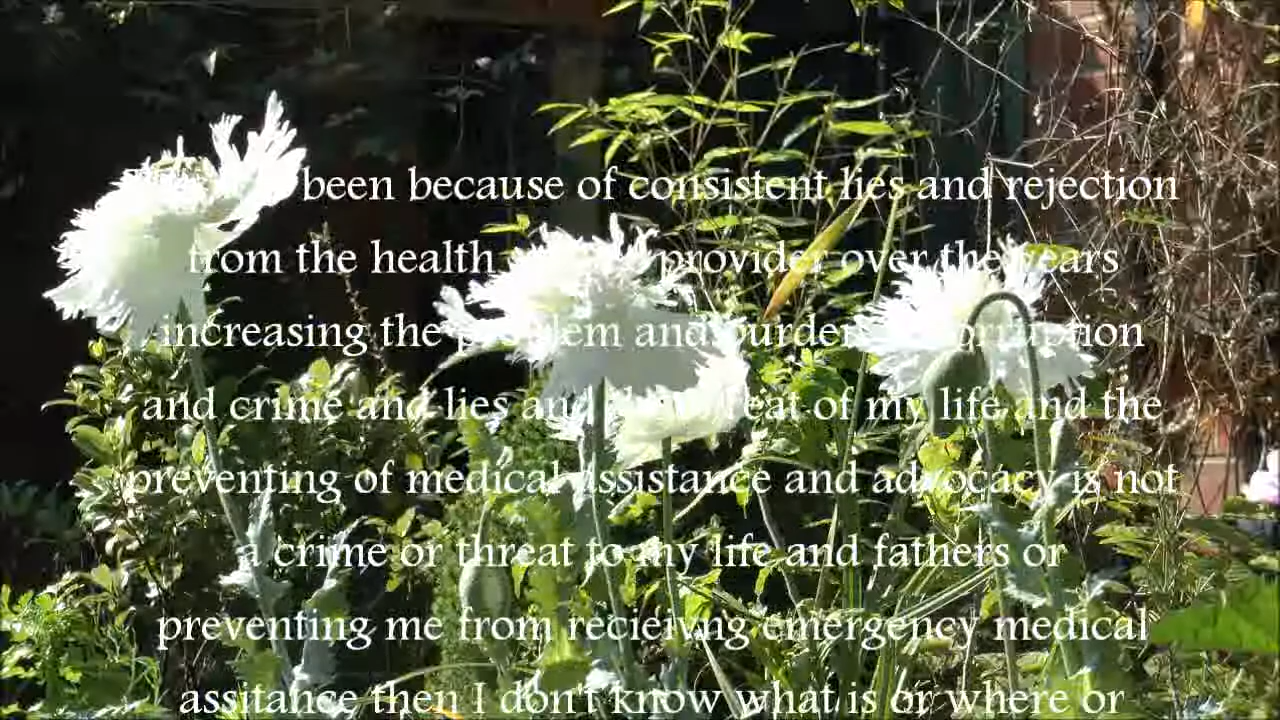 been because of consistent lies and rejection
from the health provider over the years
increasing the problem and burden corruption
and crime and lies and threat of my life and the
preventing of medical assistance and advocacy is not
a crime or threat to my life and fathers or
preventing me from recieivng emergency medical
assitance then I don't know what is or where or